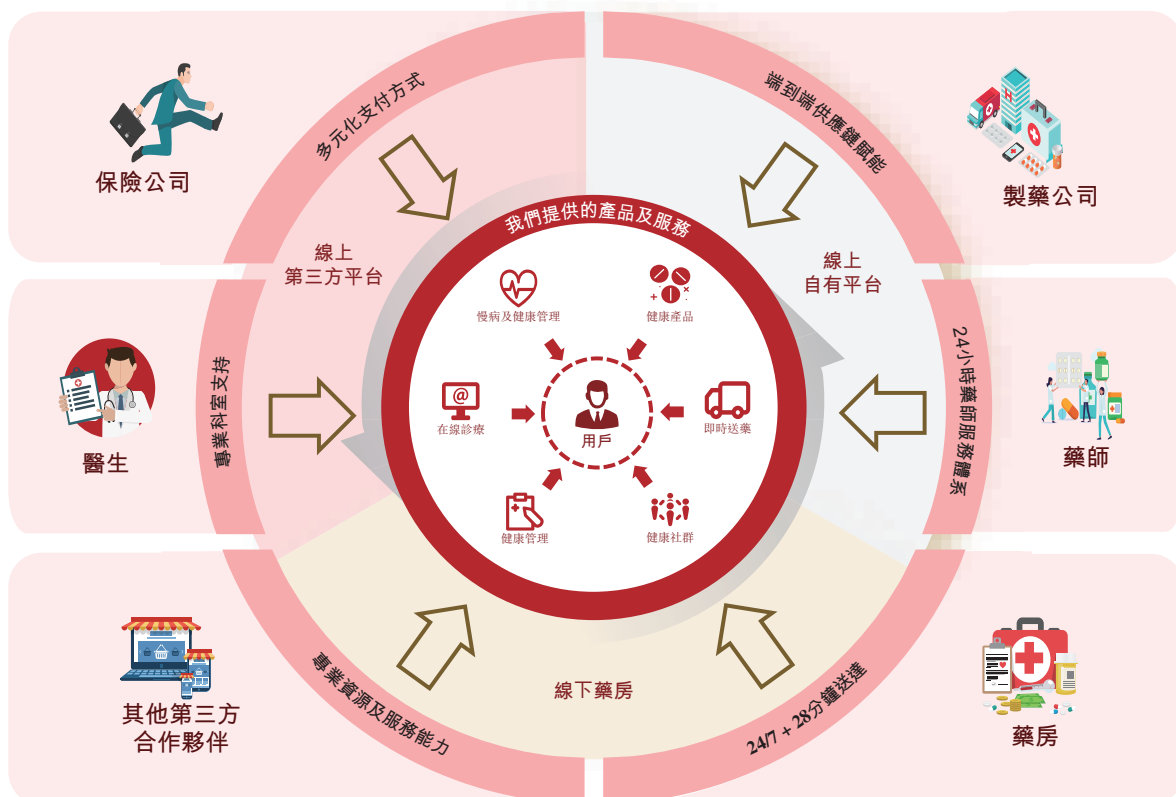 多元化支付方式
端到端供應鏈賦能
保險公司
製藥公司
我們提供的產品及服務
線上
第三方平台
線上
自有平台
慢病及健康管理
健康產品
專業科室支持
24小時藥師服務體系
@
在線診療
用戶
即時送藥
醫生
藥師
健康管理
健康社群
H
專業資源及服務能力
線下藥房
24/7 + 28分鐘送達
其他第三方
合作夥伴
藥房